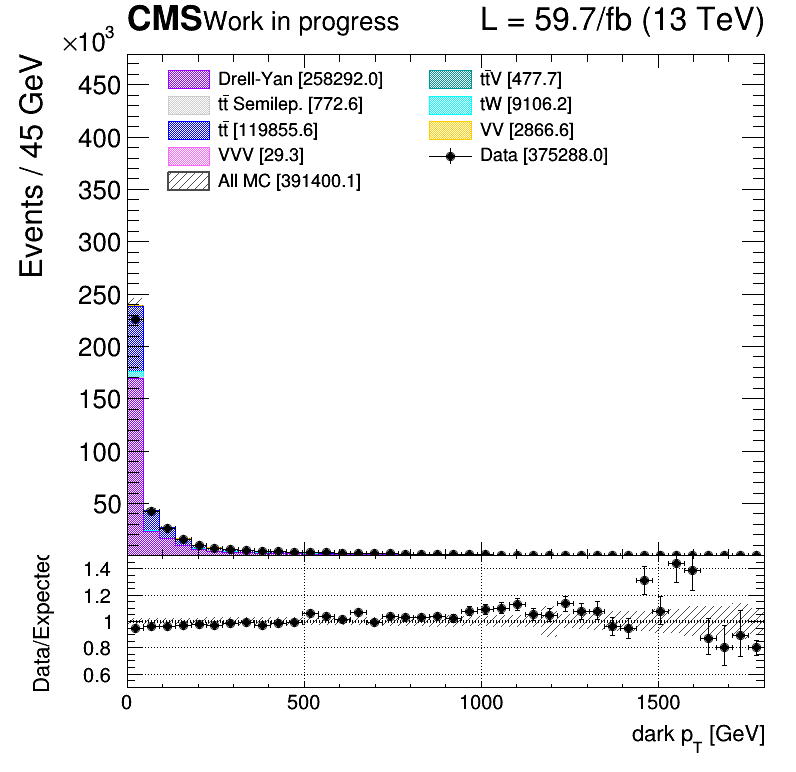 CMS Work in progress L = 59.7/fb (13 TeV)
×10³
Events / 45 GeV
450
400
350
300
250
200
150
100
50
Drell-Yan [258292.0]
tt̄ Semilep. [772.6]
tt̄ [119855.6]
VVV [29.3]
All MC [391400.1]
tt̄V [477.7]
tW [9106.2]
VV [2866.6]
Data [375288.0]
Data/Expected
1.4
1.2
1
0.8
0.6
0 500 1000 1500
dark p_T [GeV]